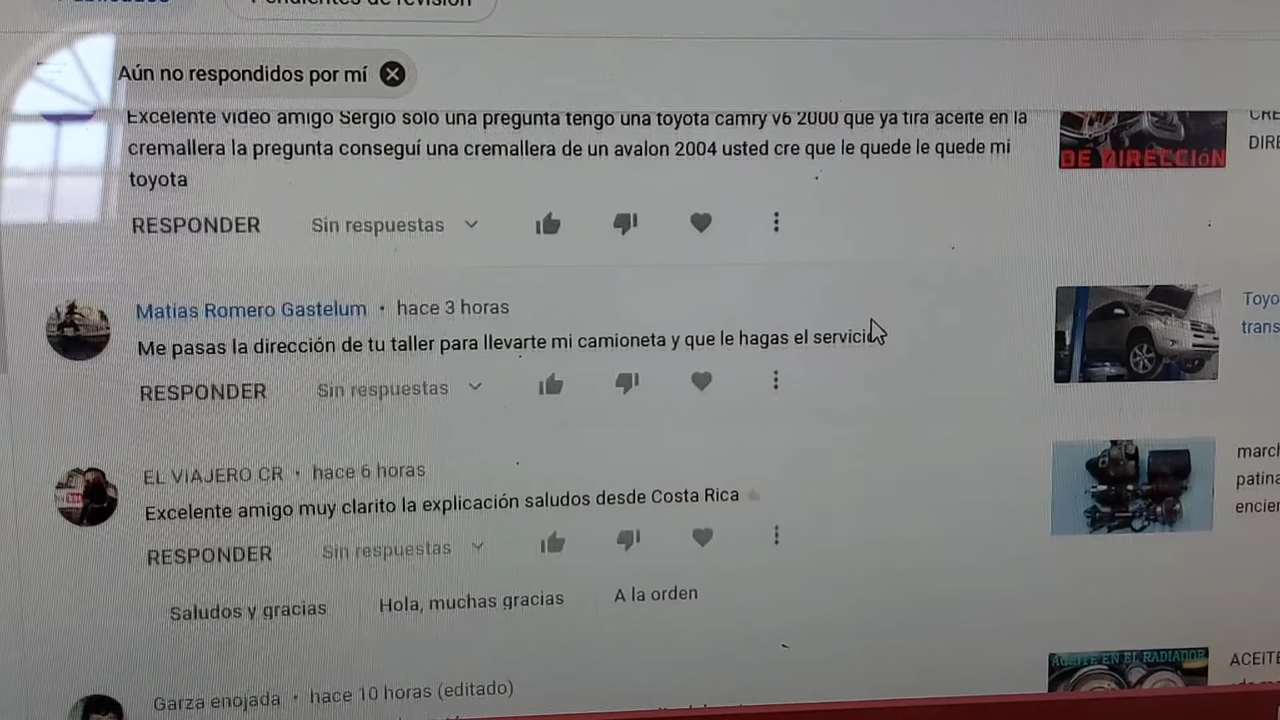 Pendientes de revisión
Aún no respondidos por mí
Excelente video amigo Sergio solo una pregunta tengo una toyota camry v6 2000 que ya tira aceite en la
cremallera la pregunta conseguí una cremallera de un avalon 2004 usted cre que le quede le quede mi
toyota
DE DIRECCIóN
CRE
DIRE
RESPONDER
Sin respuestas
Matias Romero Gastelum • hace 3 horas
Me pasas la dirección de tu taller para llevarte mi camioneta y que le hagas el servicio
Toyo
trans
RESPONDER
Sin respuestas
EL VIAJERO CR • hace 6 horas
Excelente amigo muy clarito la explicación saludos desde Costa Rica
march
patina
encien
RESPONDER
Sin respuestas
Saludos y gracias
Hola, muchas gracias
A la orden
Garza enojada • hace 10 horas (editado)
ACEITE EN EL RADIADOR
ACEITE